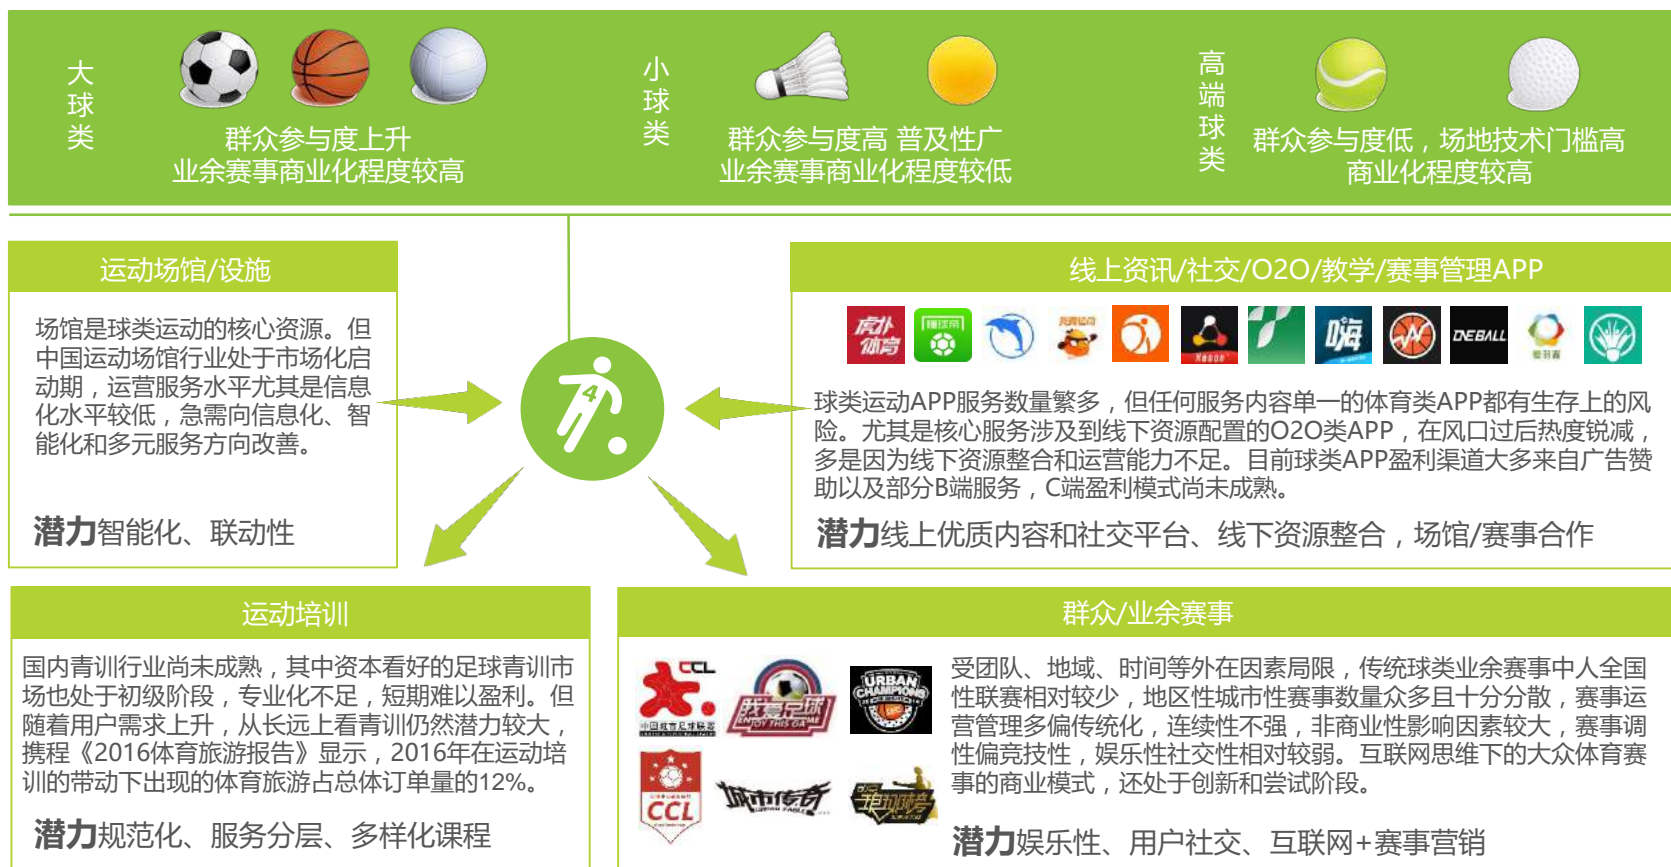 大球类
群众参与度上升
业余赛事商业化程度较高
小球类
群众参与度高 普及性广
业余赛事商业化程度较低
高端球类
群众参与度低，场地技术门槛高
商业化程度较高
运动场馆/设施
场馆是球类运动的核心资源。但
中国运动场馆行业处于市场化启
动期，运营服务水平尤其是信息
化水平较低，急需向信息化、智
能化和多元服务方向改善。
潜力智能化、联动性
线上资讯/社交/O2O/教学/赛事管理APP
虎扑
体育
懂球帝
嗨
DEBALL
球类运动APP服务数量繁多，但任何服务内容单一的体育类APP都有生存上的风
险。尤其是核心服务涉及到线下资源配置的O2O类APP，在风口过后热度锐减，
多是因为线下资源整合和运营能力不足。目前球类APP盈利渠道大多来自广告赞
助以及部分B端服务，C端盈利模式尚未成熟。
潜力线上优质内容和社交平台、线下资源整合，场馆/赛事合作
4
运动培训
国内青训行业尚未成熟，其中资本看好的足球青训市
场也处于初级阶段，专业化不足，短期难以盈利。但
随着用户需求上升，从长远上看青训仍然潜力较大，
携程《2016体育旅游报告》显示，2016年在运动培
训的带动下出现的体育旅游占总体订单量的12%。
潜力规范化、服务分层、多样化课程
群众/业余赛事
CCL
中国城市足球联赛
我爱足球
ENJOY THIS GAME
URBAN
CHAMPIONS
CCL
城市传奇
受团队、地域、时间等外在因素局限，传统球类业余赛事中人全国
性联赛相对较少，地区性城市性赛事数量众多且十分分散，赛事运
营管理多偏传统化，连续性不强，非商业性影响因素较大，赛事调
性偏竞技性，娱乐性社交性相对较弱。互联网思维下的大众体育赛
事的商业模式，还处于创新和尝试阶段。
潜力娱乐性、用户社交、互联网+赛事营销